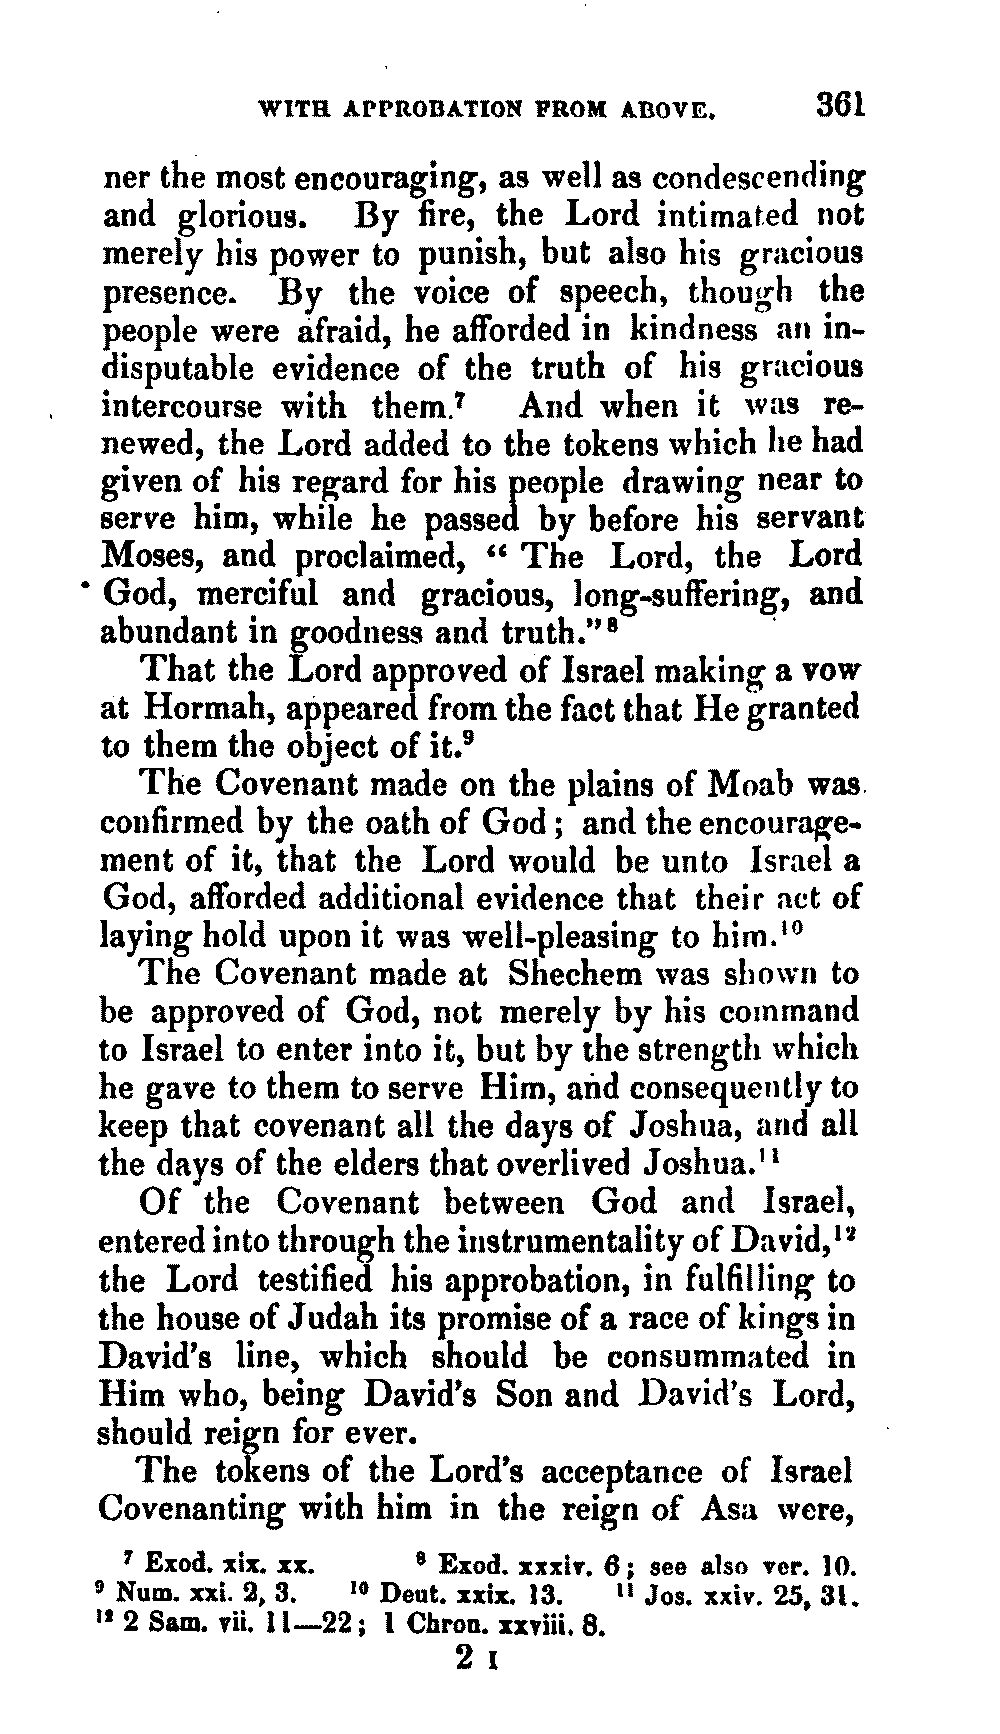 WITH APPROBATION FROM ABOVE. 361
ner the most encouraging, as well as condescending
and glorious. By fire, the Lord intimated not
merely his power to punish, but also his gracious
presence. By the voice of speech, though the
people were afraid, he afforded in kindness an in-
disputable evidence of the truth of his gracious
intercourse with them.⁷ And when it was re-
newed, the Lord added to the tokens which he had
given of his regard for his people drawing near to
serve him, while he passed by before his servant
Moses, and proclaimed, “ The Lord, the Lord
God, merciful and gracious, long-suffering, and
abundant in goodness and truth.”⁸
That the Lord approved of Israel making a vow
at Hormah, appeared from the fact that He granted
to them the object of it.⁹
The Covenant made on the plains of Moab was
confirmed by the oath of God ; and the encourage-
ment of it, that the Lord would be unto Israel a
God, afforded additional evidence that their act of
laying hold upon it was well-pleasing to him.¹⁰
The Covenant made at Shechem was shown to
be approved of God, not merely by his command
to Israel to enter into it, but by the strength which
he gave to them to serve Him, and consequently to
keep that covenant all the days of Joshua, and all
the days of the elders that overlived Joshua.¹¹
Of the Covenant between God and Israel,
entered into through the instrumentality of David,¹²
the Lord testified his approbation, in fulfilling to
the house of Judah its promise of a race of kings in
David's line, which should be consummated in
Him who, being David's Son and David's Lord,
should reign for ever.
The tokens of the Lord's acceptance of Israel
Covenanting with him in the reign of Asa were,
⁷ Exod. xix. xx. ⁸ Exod. xxxiv. 6 ; see also ver. 10.
⁹ Num. xxi. 2, 3. ¹⁰ Deut. xxix. 13. ¹¹ Jos. xxiv. 25, 31.
¹² 2 Sam. vii. 11—22 ; 1 Chron. xxviii. 8.
2 I